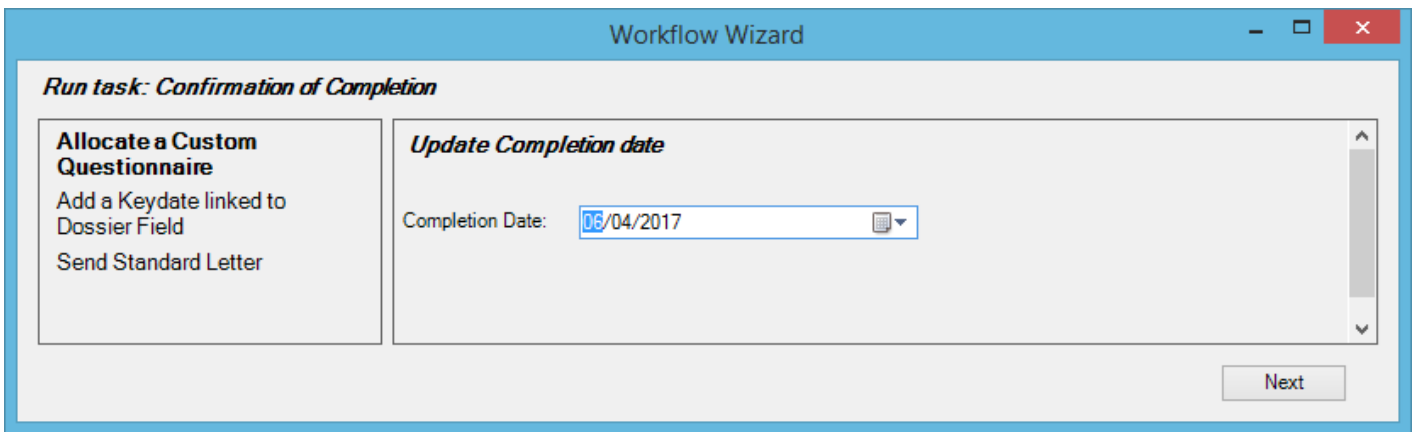 Workflow Wizard
Run task: Confirmation of Completion
Allocate a Custom
Questionnaire
Add a Keydate linked to
Dossier Field
Send Standard Letter
Update Completion date
Completion Date: 06/04/2017
Next